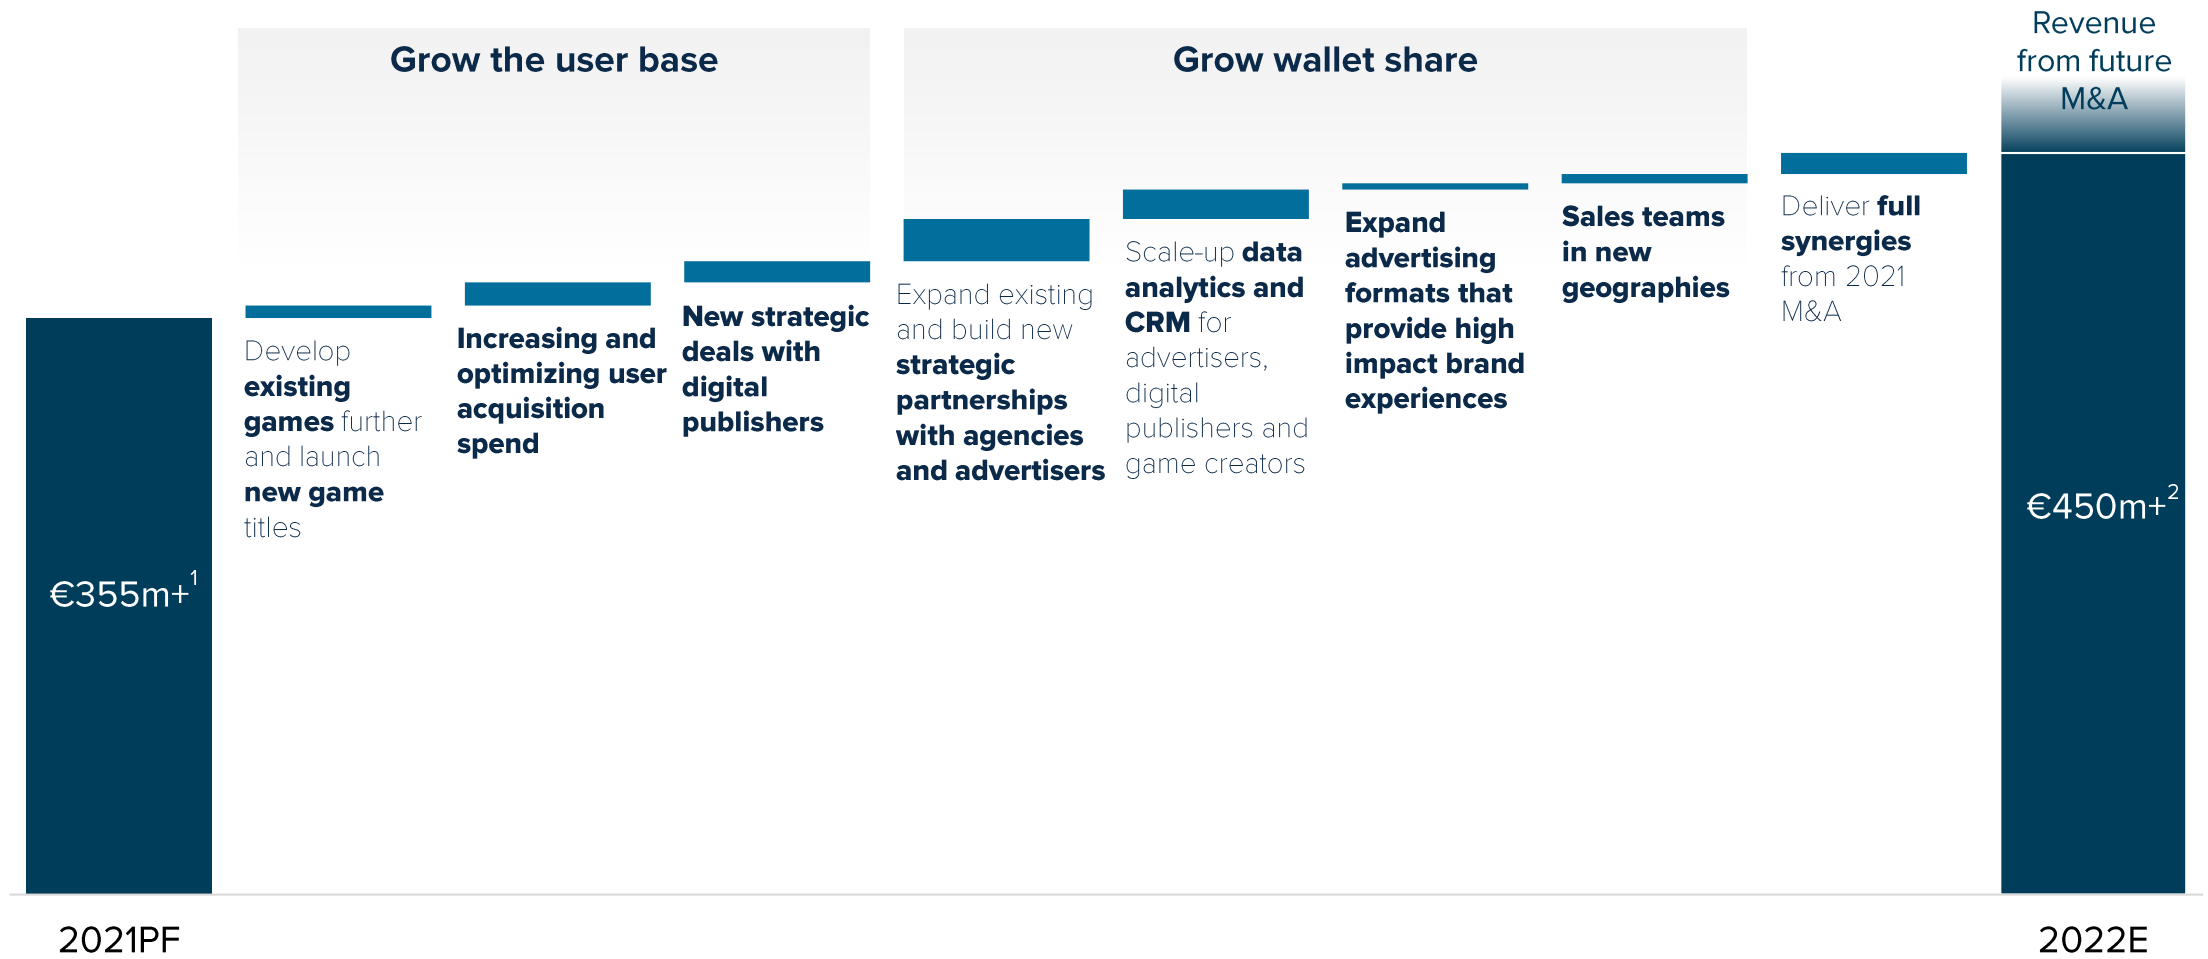 Grow the user base
Grow wallet share
Revenue
from future
M&A
€355m+1
Develop
existing
games further
and launch
new game
titles
Increasing and
optimizing user
acquisition
spend
New strategic
deals with
digital
publishers
Expand existing
and build new
strategic
partnerships
with agencies
and advertisers
Scale-up data
analytics and
CRM for
advertisers,
digital
publishers and
game creators
Expand
advertising
formats that
provide high
impact brand
experiences
Sales teams
in new
geographies
Deliver full
synergies
from 2021
M&A
€450m+2
2021PF
2022E